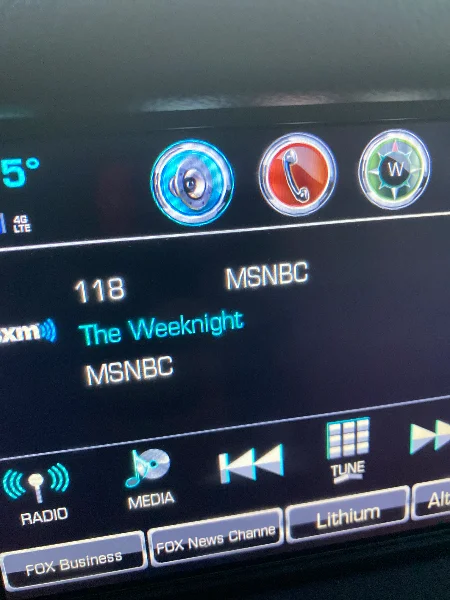 5°
4G
LTE
W
118 MSNBC
xm
The Weeknight
MSNBC
RADIO
MEDIA
TUNE
FOX Business
FOX News Channe
Lithium
Alt